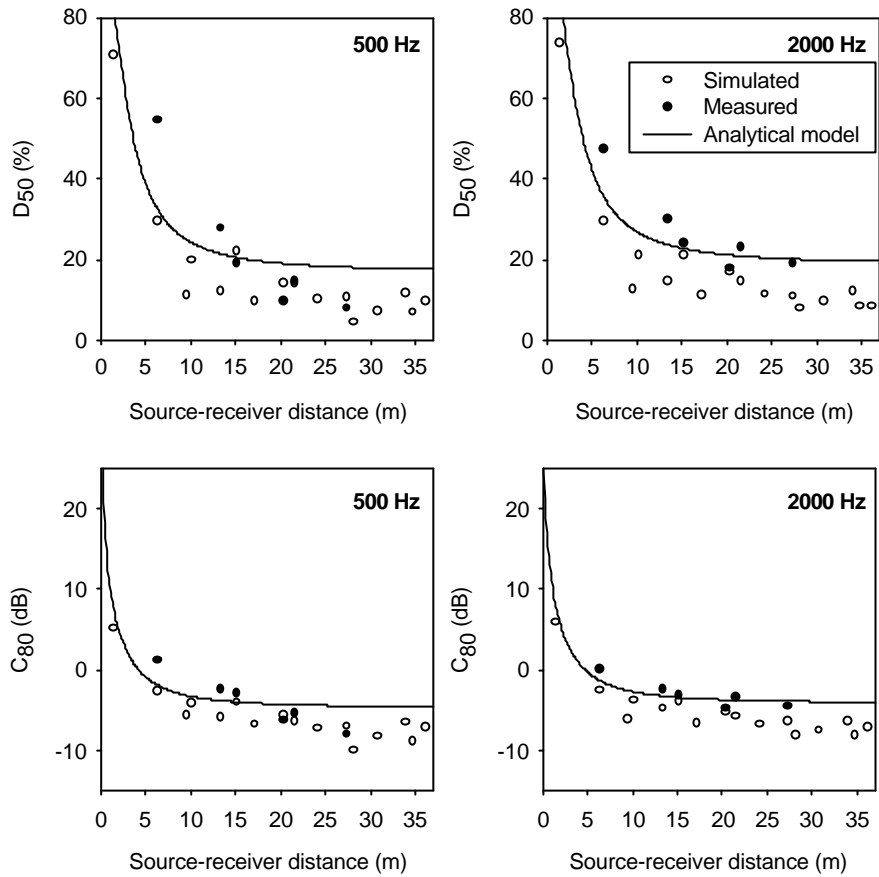 80
60
40
20
0
D50 (%)
500 Hz
0 5 10 15 20 25 30 35
Source-receiver distance (m)
80
60
40
20
0
D50 (%)
2000 Hz
Simulated
Measured
Analytical model
0 5 10 15 20 25 30 35
Source-receiver distance (m)
20
10
0
-10
C80 (dB)
500 Hz
0 5 10 15 20 25 30 35
Source-receiver distance (m)
20
10
0
-10
C80 (dB)
2000 Hz
0 5 10 15 20 25 30 35
Source-receiver distance (m)